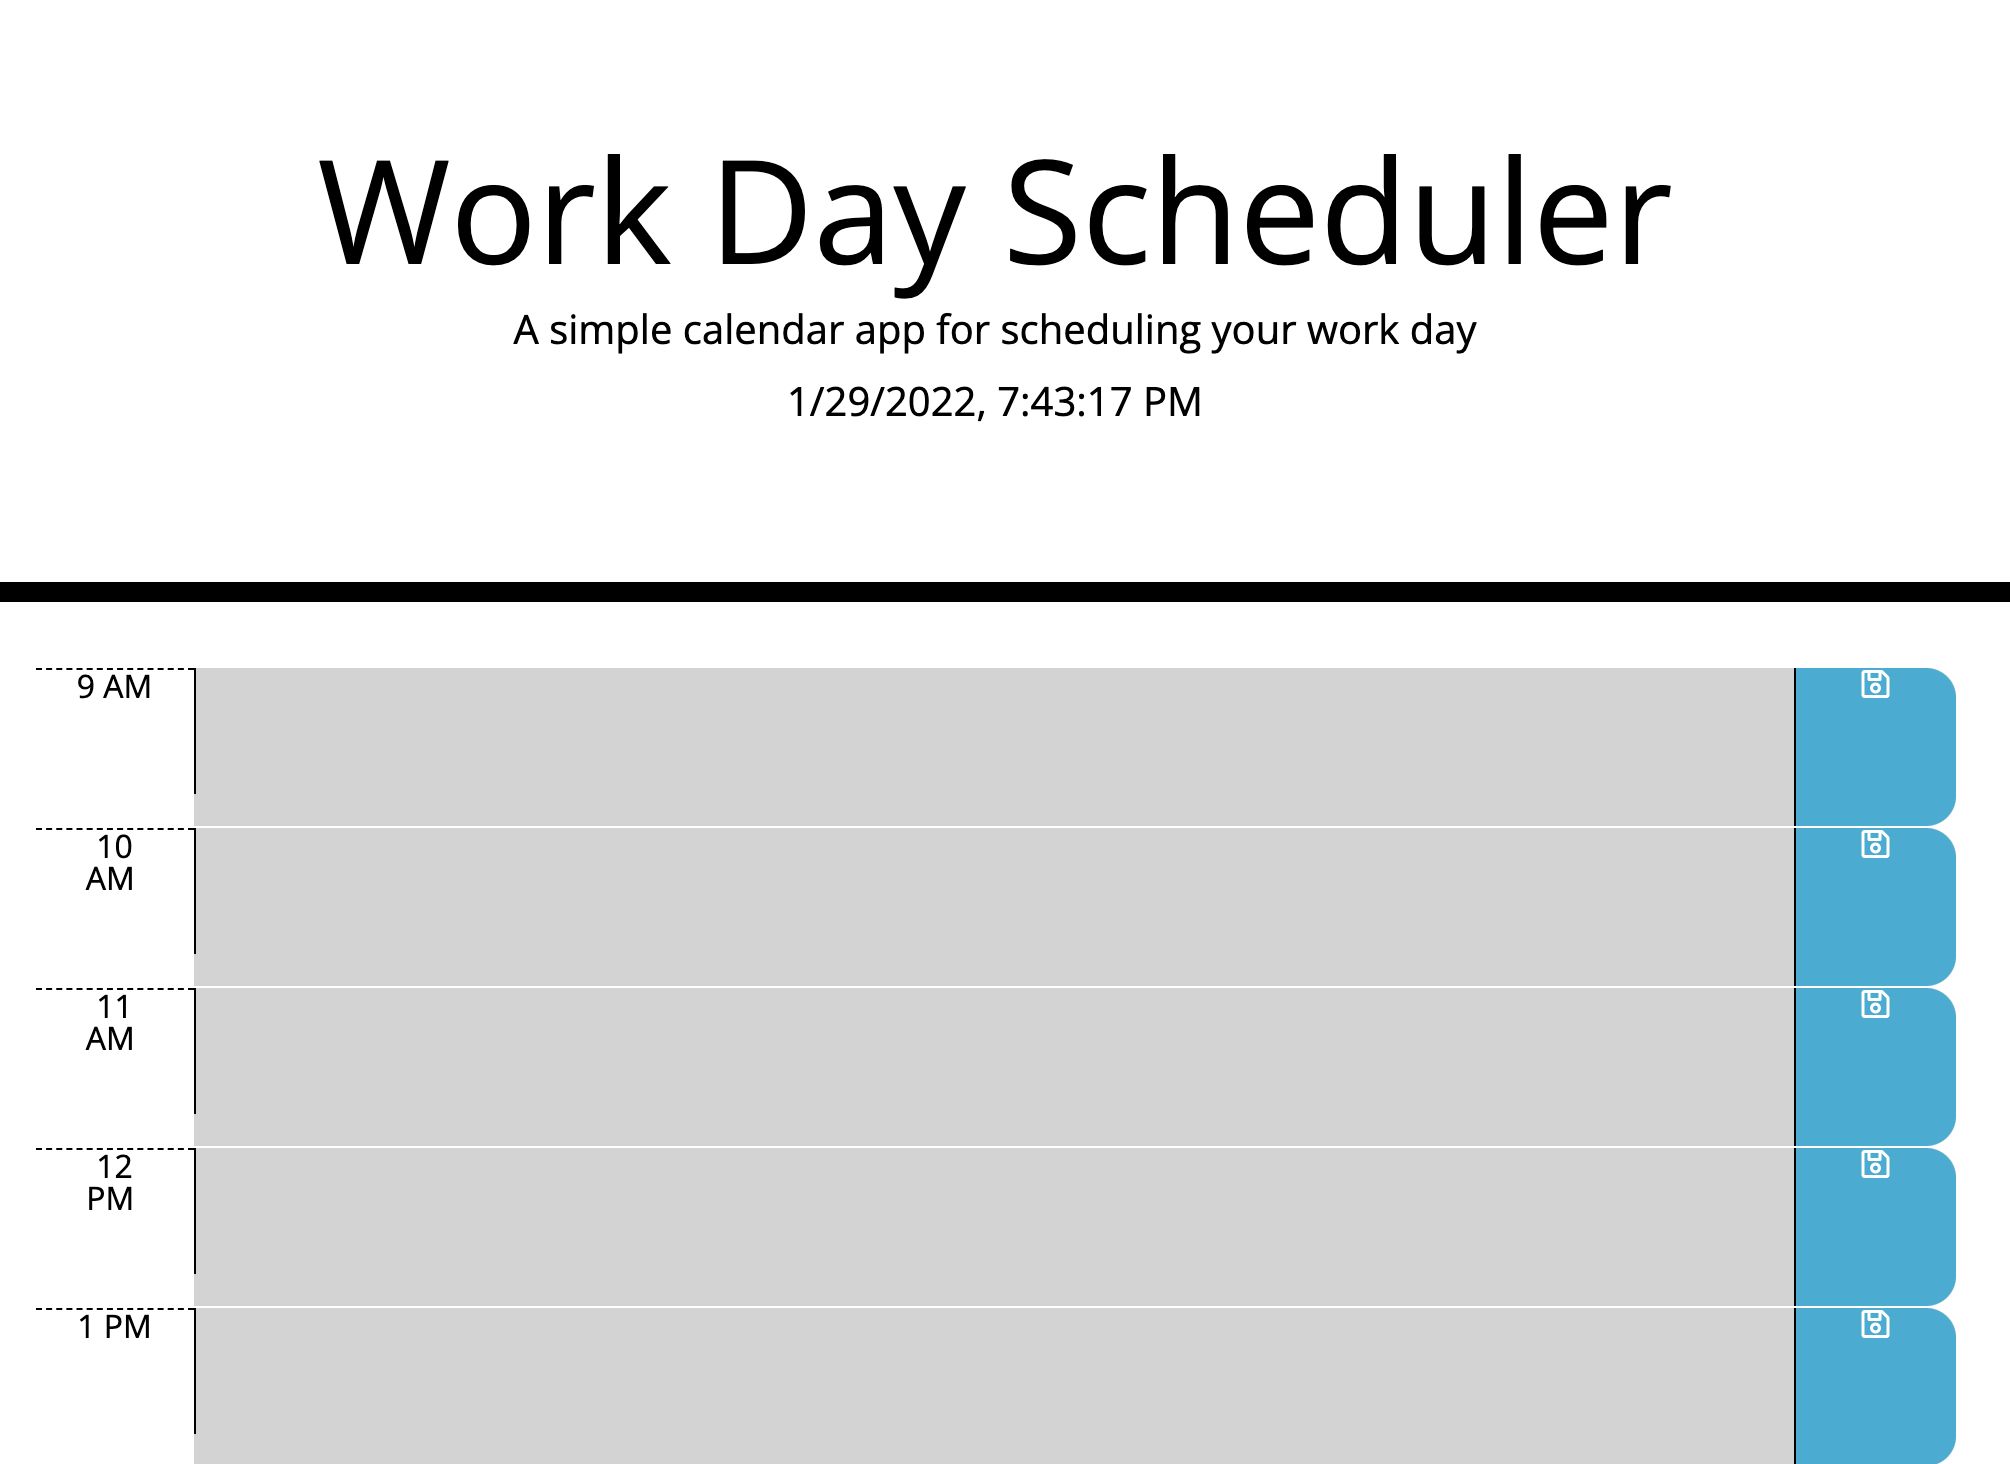 Work Day Scheduler
A simple calendar app for scheduling your work day
1/29/2022, 7:43:17 PM
9 AM
10
AM
11
AM
12
PM
1 PM